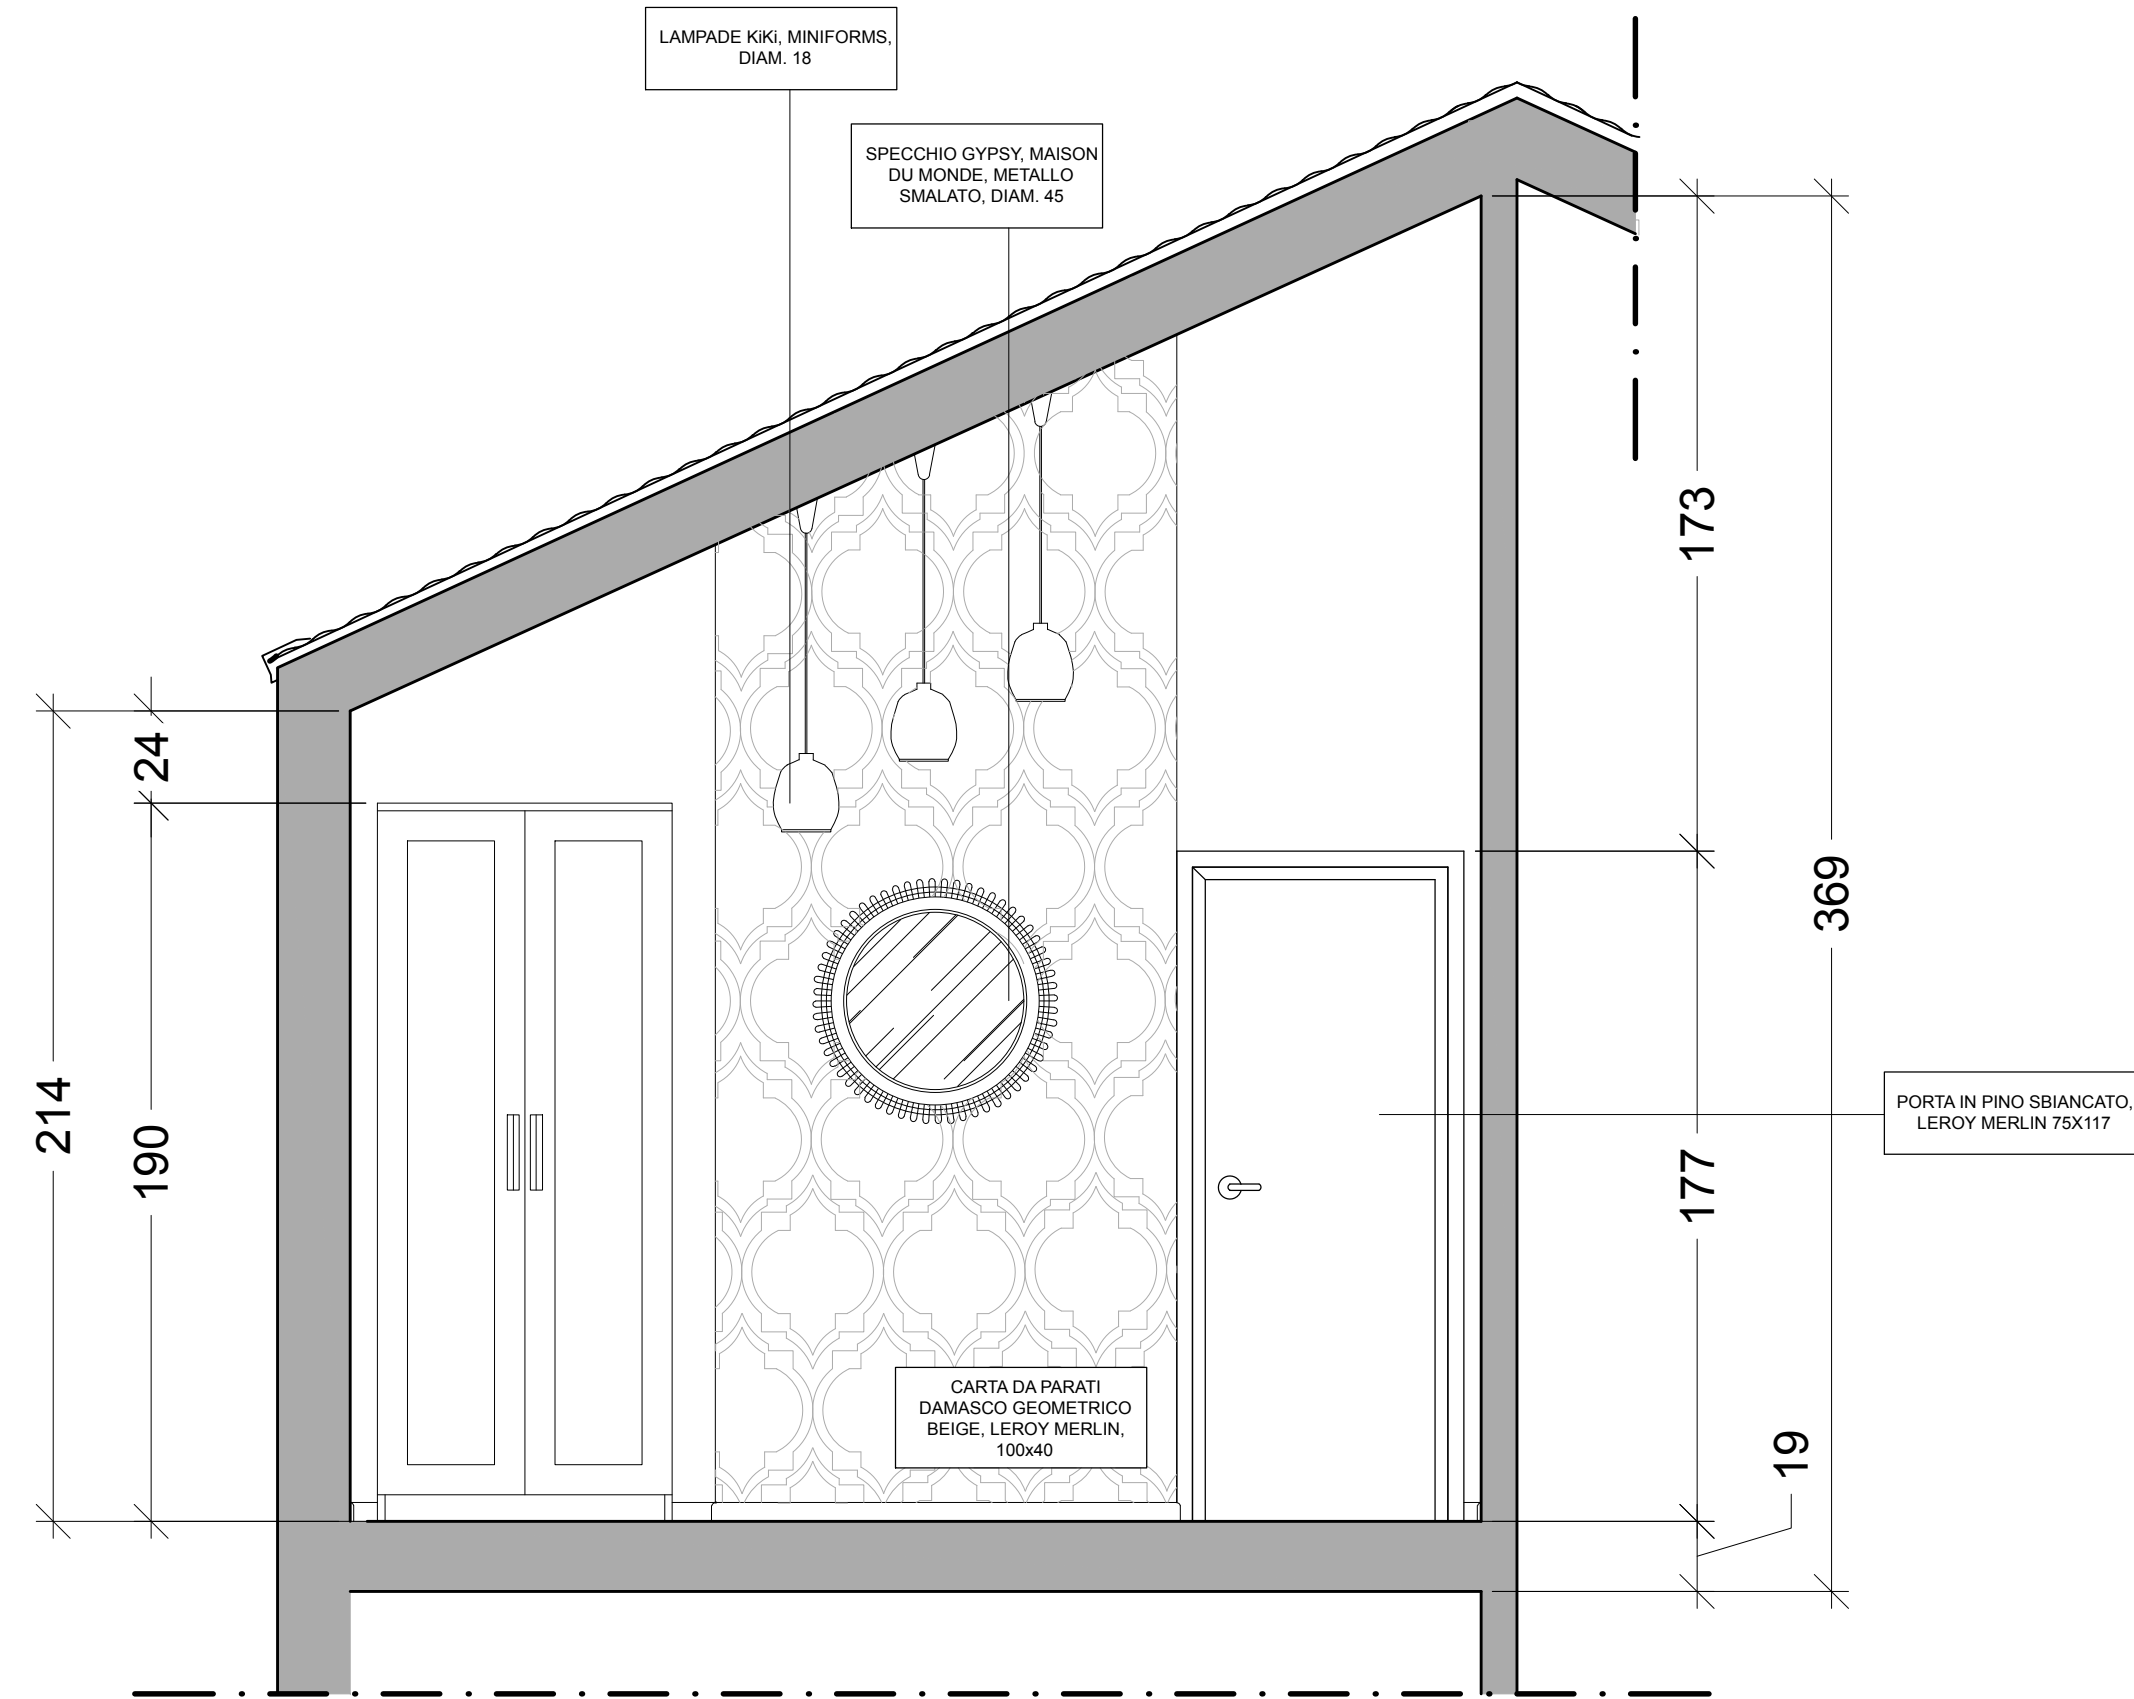 LAMPADE KiKi, MINIFORMS,
DIAM. 18
SPECCHIO GYPSY, MAISON
DU MONDE, METALLO
SMALATO, DIAM. 45
173
24
214
190
369
177
PORTA IN PINO SBIANCATO,
LEROY MERLIN 75X117
CARTA DA PARATI
DAMASCO GEOMETRICO
BEIGE, LEROY MERLIN,
100x40
19